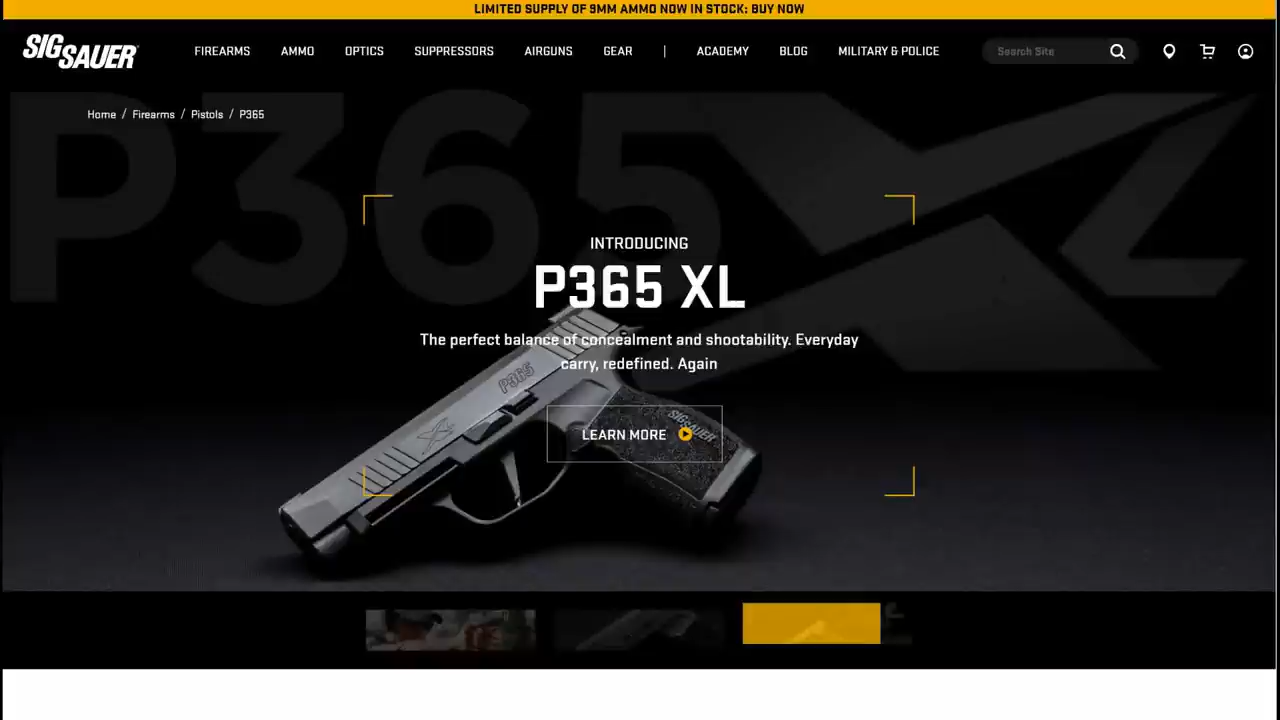 LIMITED SUPPLY OF 9MM AMMO NOW IN STOCK: BUY NOW
SIG SAUER
FIREARMS AMMO OPTICS SUPPRESSORS AIRGUNS GEAR | ACADEMY BLOG MILITARY & POLICE Search Site
Home / Firearms / Pistols / P365
P365 XL
INTRODUCING
P365 XL
The perfect balance of concealment and shootability. Everyday
carry, redefined. Again
P365
LEARN MORE
SIG SAUER